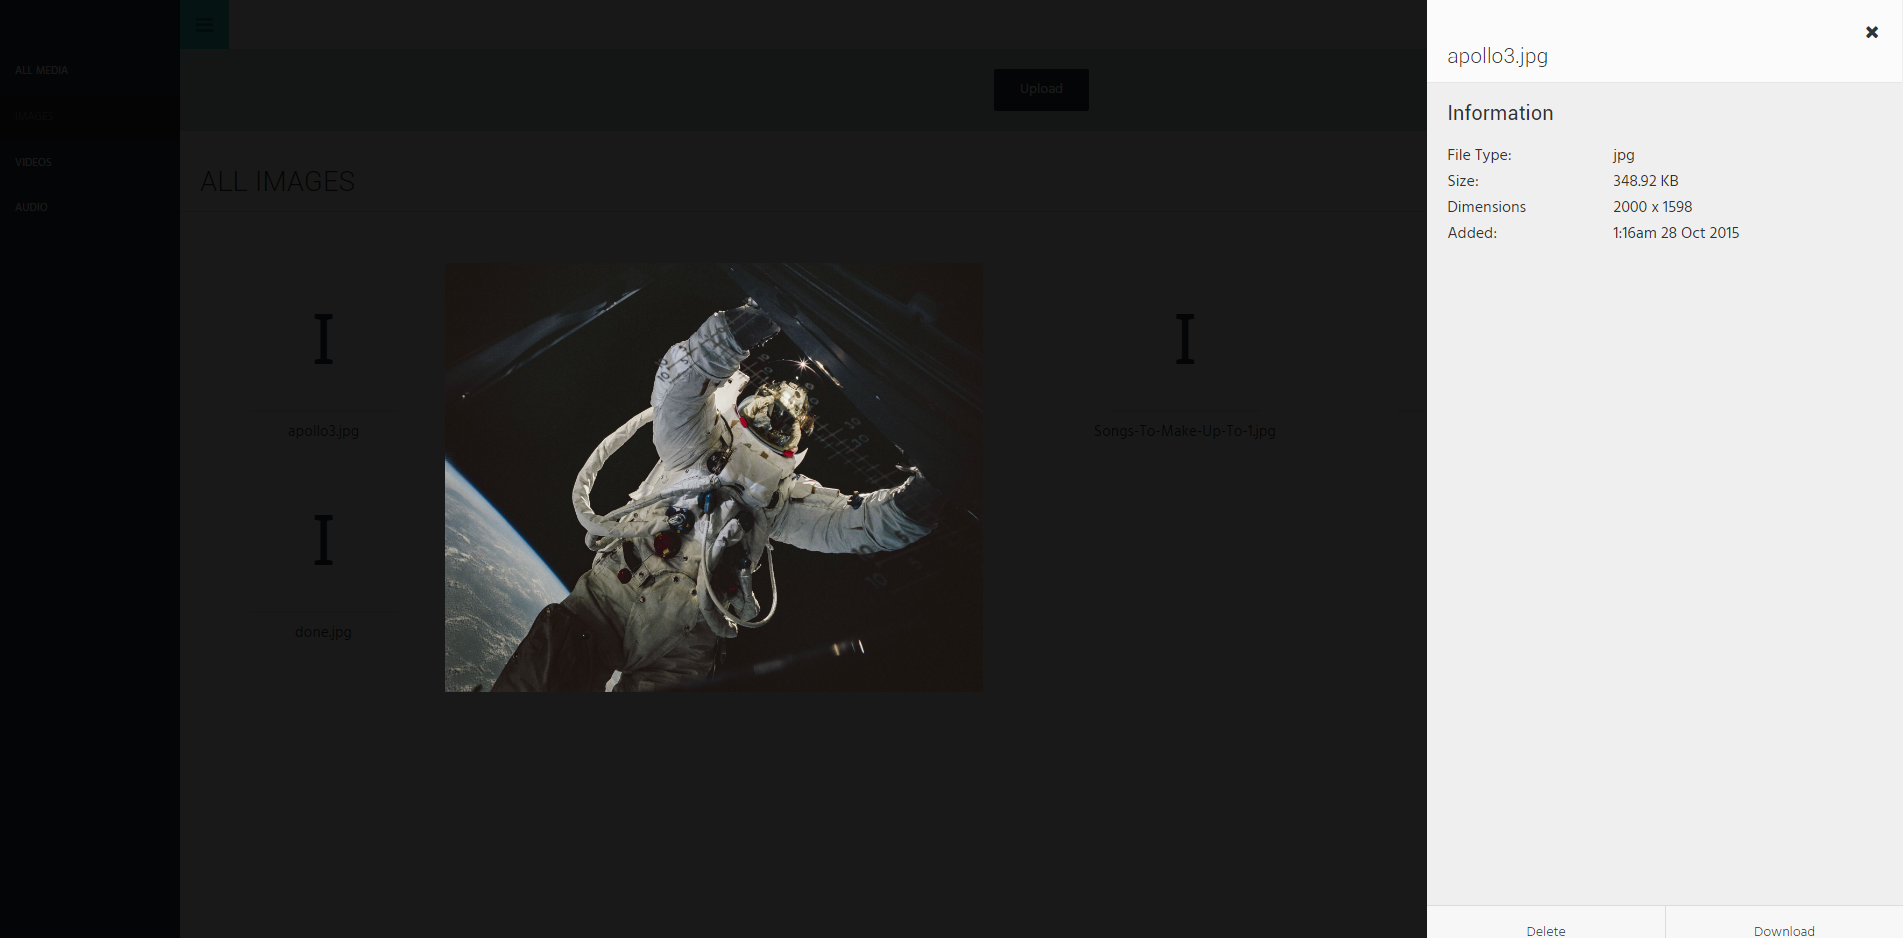 ALL MEDIA
IMAGES
VIDEOS
AUDIO
Upload
ALL IMAGES
I
apollo3.jpg
I
Songs-To-Make-Up-To-1.jpg
I
done.jpg
apollo3.jpg
Information
File Type: jpg
Size: 348.92 KB
Dimensions 2000 x 1598
Added: 1:16am 28 Oct 2015
Delete
Download